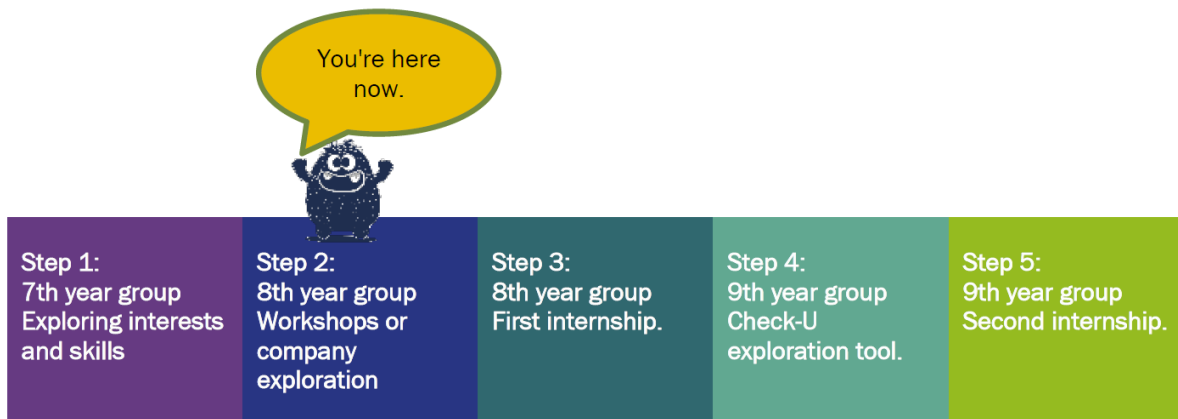 You're here
now.
Step 1:
7th year group
Exploring interests
and skills
Step 2:
8th year group
Workshops or
company
exploration
Step 3:
8th year group
First internship.
Step 4:
9th year group
Check-U
exploration tool.
Step 5:
9th year group
Second internship.